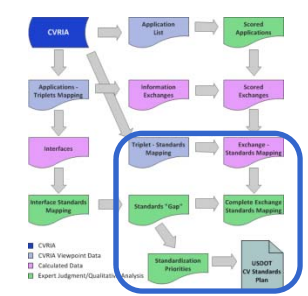 CVRIA
Application
List
Scored
Applications
Applications -
Triplets Mapping
Information
Exchanges
Scored
Exchanges
Interfaces
Triplet - Standards
Mapping
Exchange -
Standards Mapping
Interface Standards
Mapping
Standards "Gap"
Complete Exchange
Standards Mapping
Standardization
Priorities
USDOT
CV Standards
Plan
CVRIA
CVRIA Viewpoint Data
Calculated Data
Expert Judgment/Qualitative Analysis